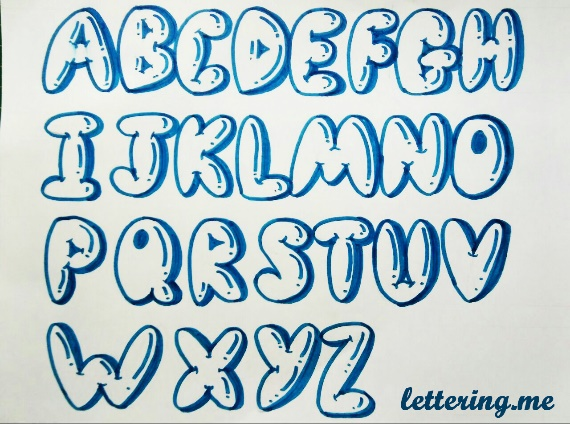 ABCDEFGH
IJKLMNO
PQRSTUV
WXYZ
lettering.me